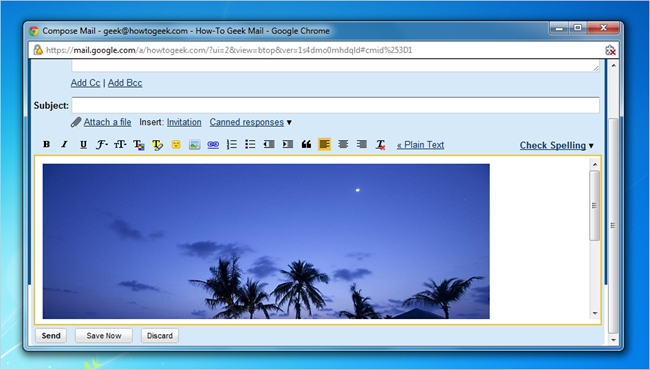 Compose Mail - geek@howtogeek.com - How-To Geek Mail - Google Chrome
https://mail.google.com/a/howtogeek.com/?ui=2&view=btop&ver=1s4dmo0mhdqld#cmid%253D1
Add Cc | Add Bcc
Subject:
Attach a file Insert: Invitation Canned responses ▼
B I U F T T T « Plain Text Check Spelling ▼
Send Save Now Discard